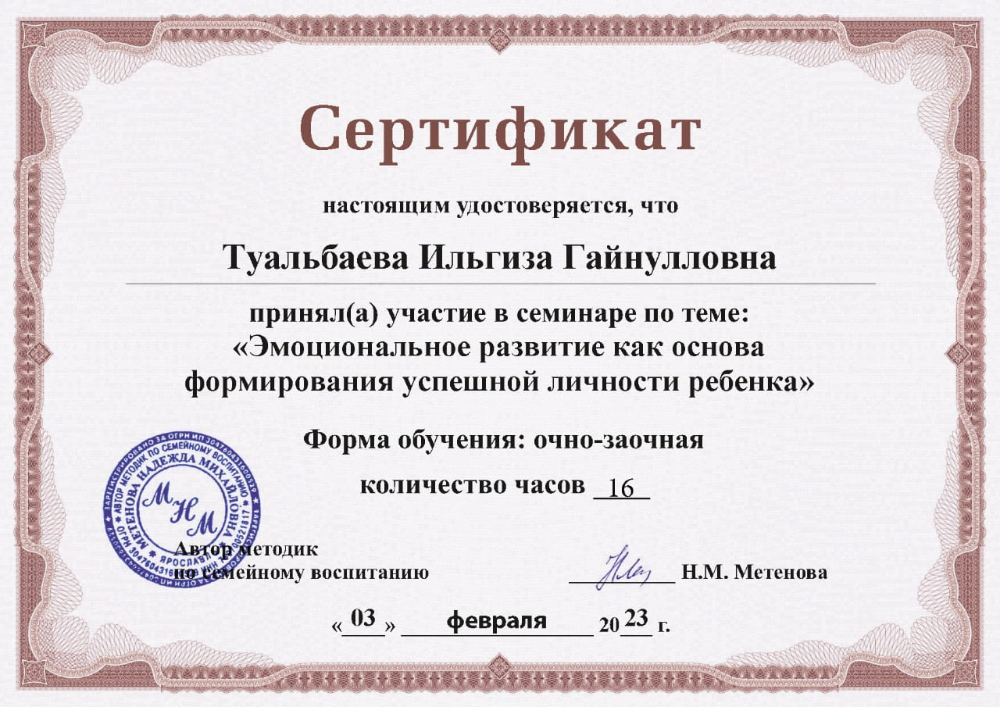 Сертификат
настоящим удостоверяется, что
Туальбаева Ильгиза Гайнулловна
принял(а) участие в семинаре по теме:
«Эмоциональное развитие как основа
формирования успешной личности ребенка»
Форма обучения: очно-заочная
количество часов 16
ЗАРЕГИСТРИРОВАНО ЗА ОГРН ИП 304760431600529
АВТОР МЕТОДИК ПО СЕМЕЙНОМУ ВОСПИТАНИЮ
МЕТЕНОВА НАДЕЖДА МИХАЙЛОВНА
МНМ
ЯРОСЛАВЛЬ
Автор методик
по семейному воспитанию
Н.М. Метенова
«03» февраля 2023 г.